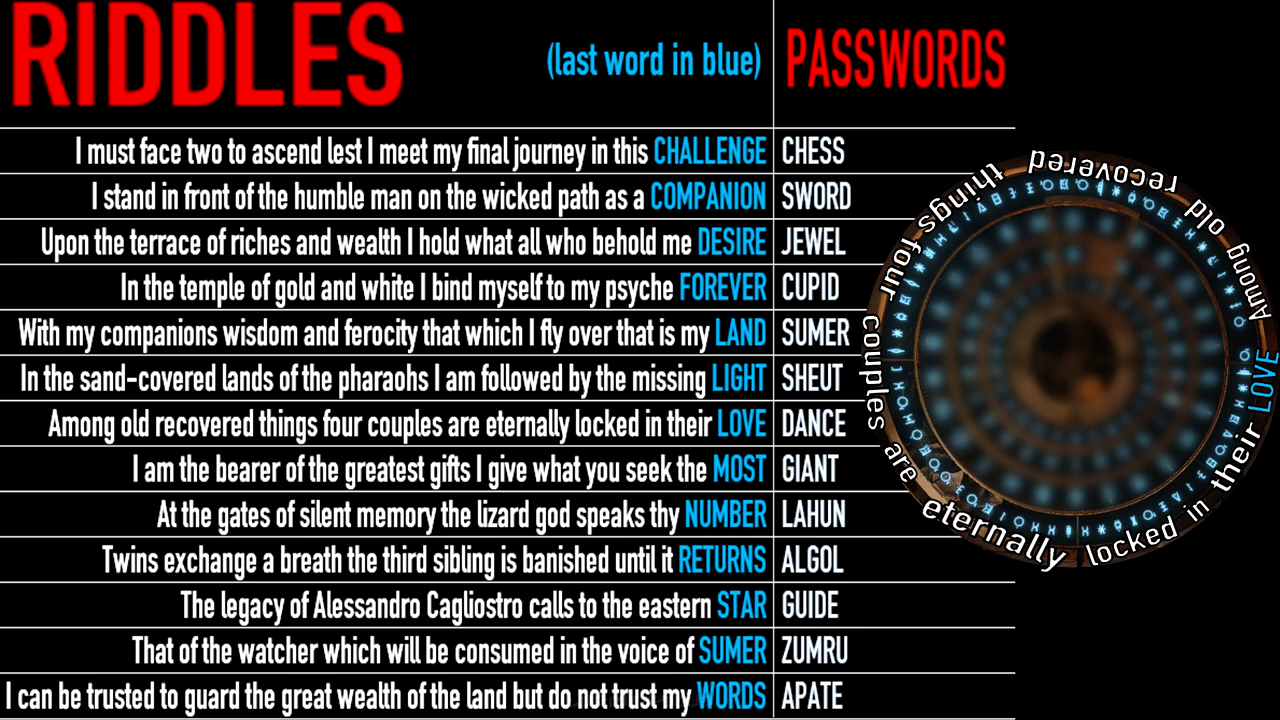 RIDDLES (last word in blue) PASSWORDS
I must face two to ascend lest I meet my final journey in this CHALLENGE CHESS
I stand in front of the humble man on the wicked path as a COMPANION SWORD
Upon the terrace of riches and wealth I hold what all who behold me DESIRE JEWEL
In the temple of gold and white I bind myself to my psyche FOREVER CUPID
With my companions wisdom and ferocity that which I fly over that is my LAND SUMER
In the sand-covered lands of the pharaohs I am followed by the missing LIGHT SHEUT
Among old recovered things four couples are eternally locked in their LOVE DANCE
I am the bearer of the greatest gifts I give what you seek the MOST GIANT
At the gates of silent memory the lizard god speaks thy NUMBER LAHUN
Twins exchange a breath the third sibling is banished until it RETURNS ALGOL
The legacy of Alessandro Cagliostro calls to the eastern STAR GUIDE
That of the watcher which will be consumed in the voice of SUMER ZUMRU
I can be trusted to guard the great wealth of the land but do not trust my WORDS APATE
Among old recovered things four couples are eternally locked in their LOVE